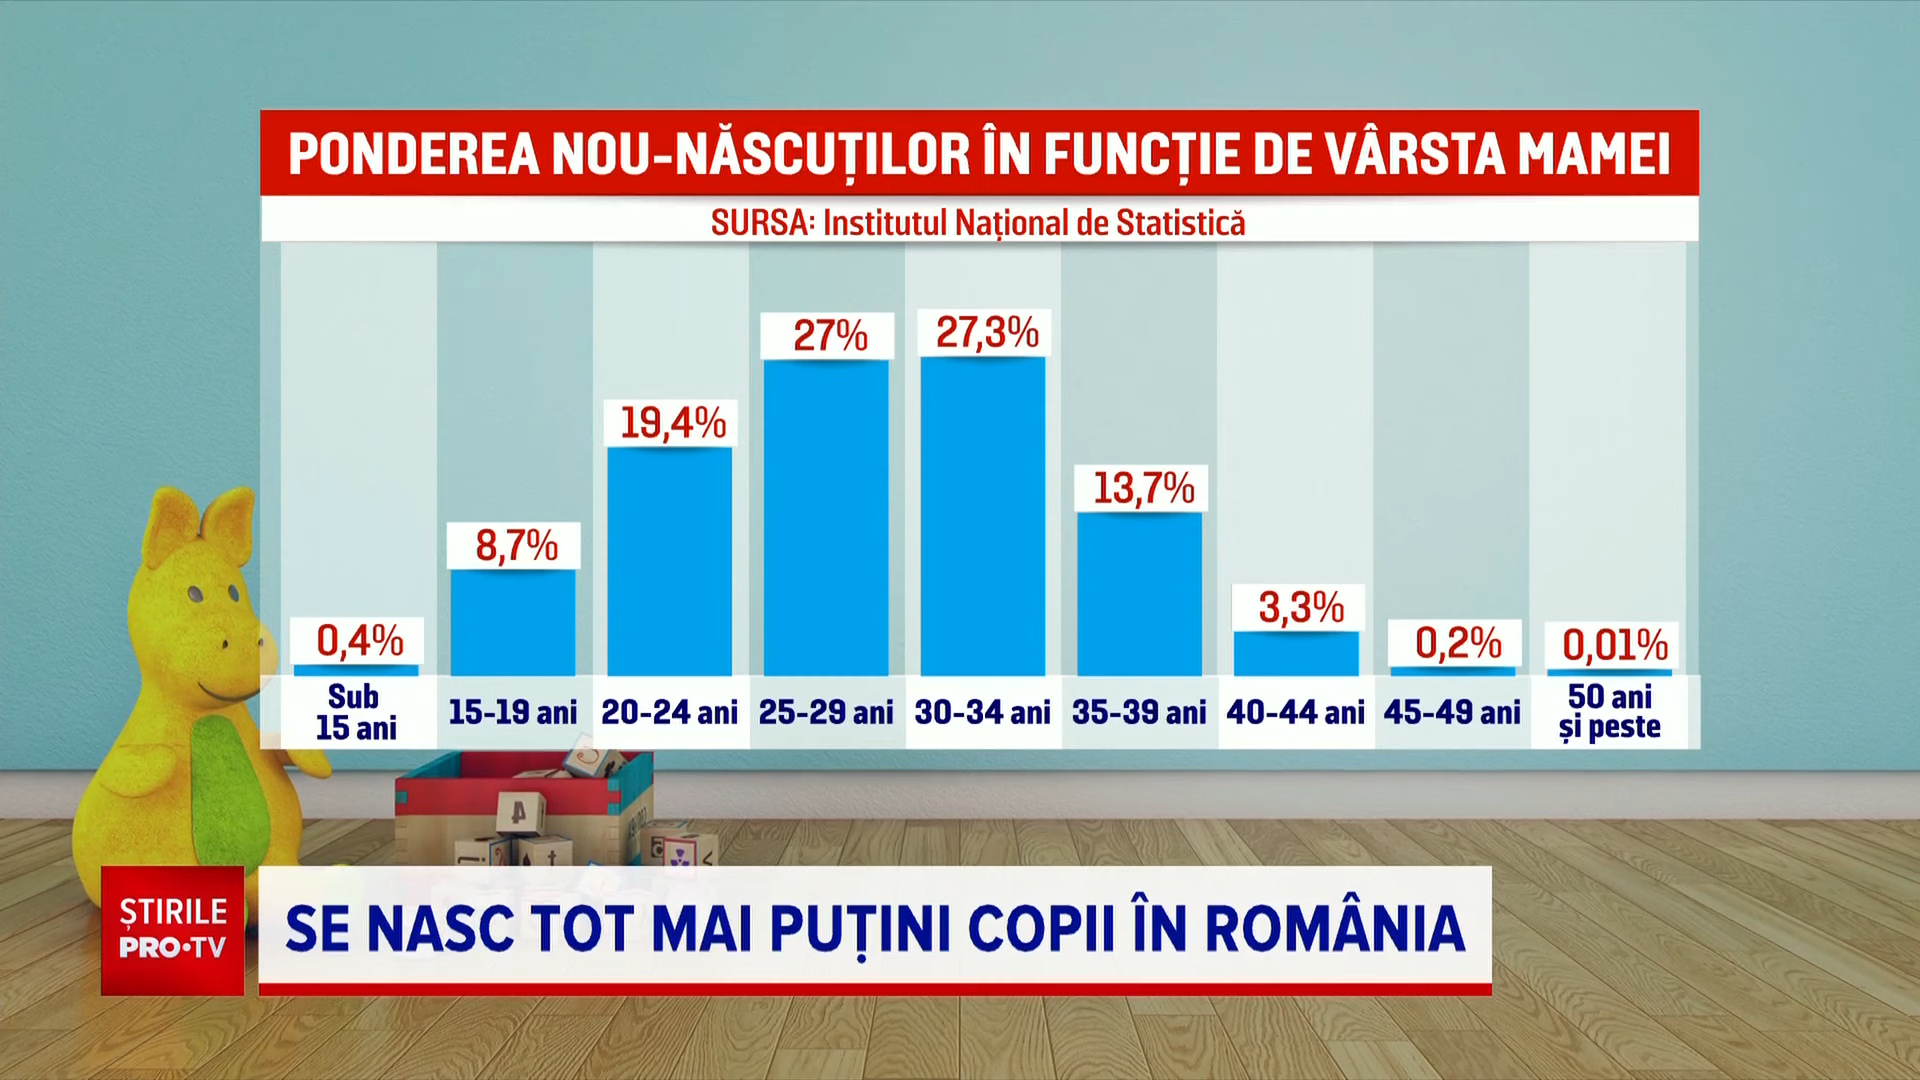 PONDEREA NOU-NĂSCUȚILOR ÎN FUNCȚIE DE VÂRSTA MAMEI
SURSA: Institutul Național de Statistică
0,4%
8,7%
19,4%
27%
27,3%
13,7%
3,3%
0,2%
0,01%
Sub
15 ani
15-19 ani
20-24 ani
25-29 ani
30-34 ani
35-39 ani
40-44 ani
45-49 ani
50 ani
și peste
4
ȘTIRILE
PRO•TV
SE NASC TOT MAI PUȚINI COPII ÎN ROMÂNIA